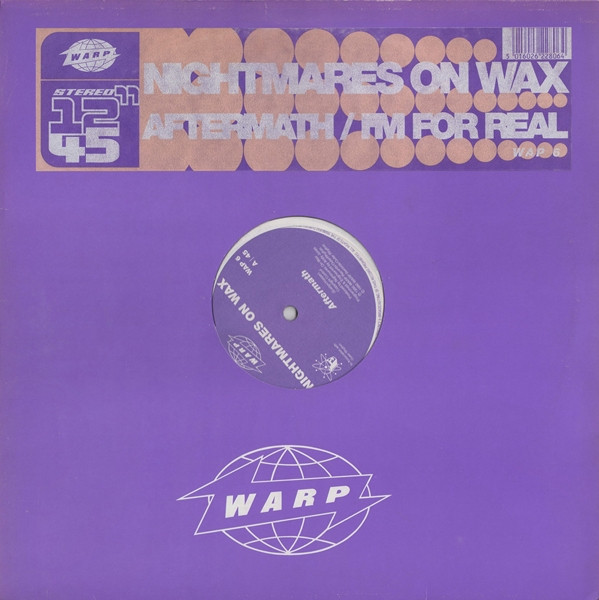 WARP
STEREO
12"
45
NIGHTMARES ON WAX
AFTERMATH / I'M FOR REAL
WAP 6
WAP 6
A / 45
Aftermath
NIGHTMARES ON WAX
WARP
WARP